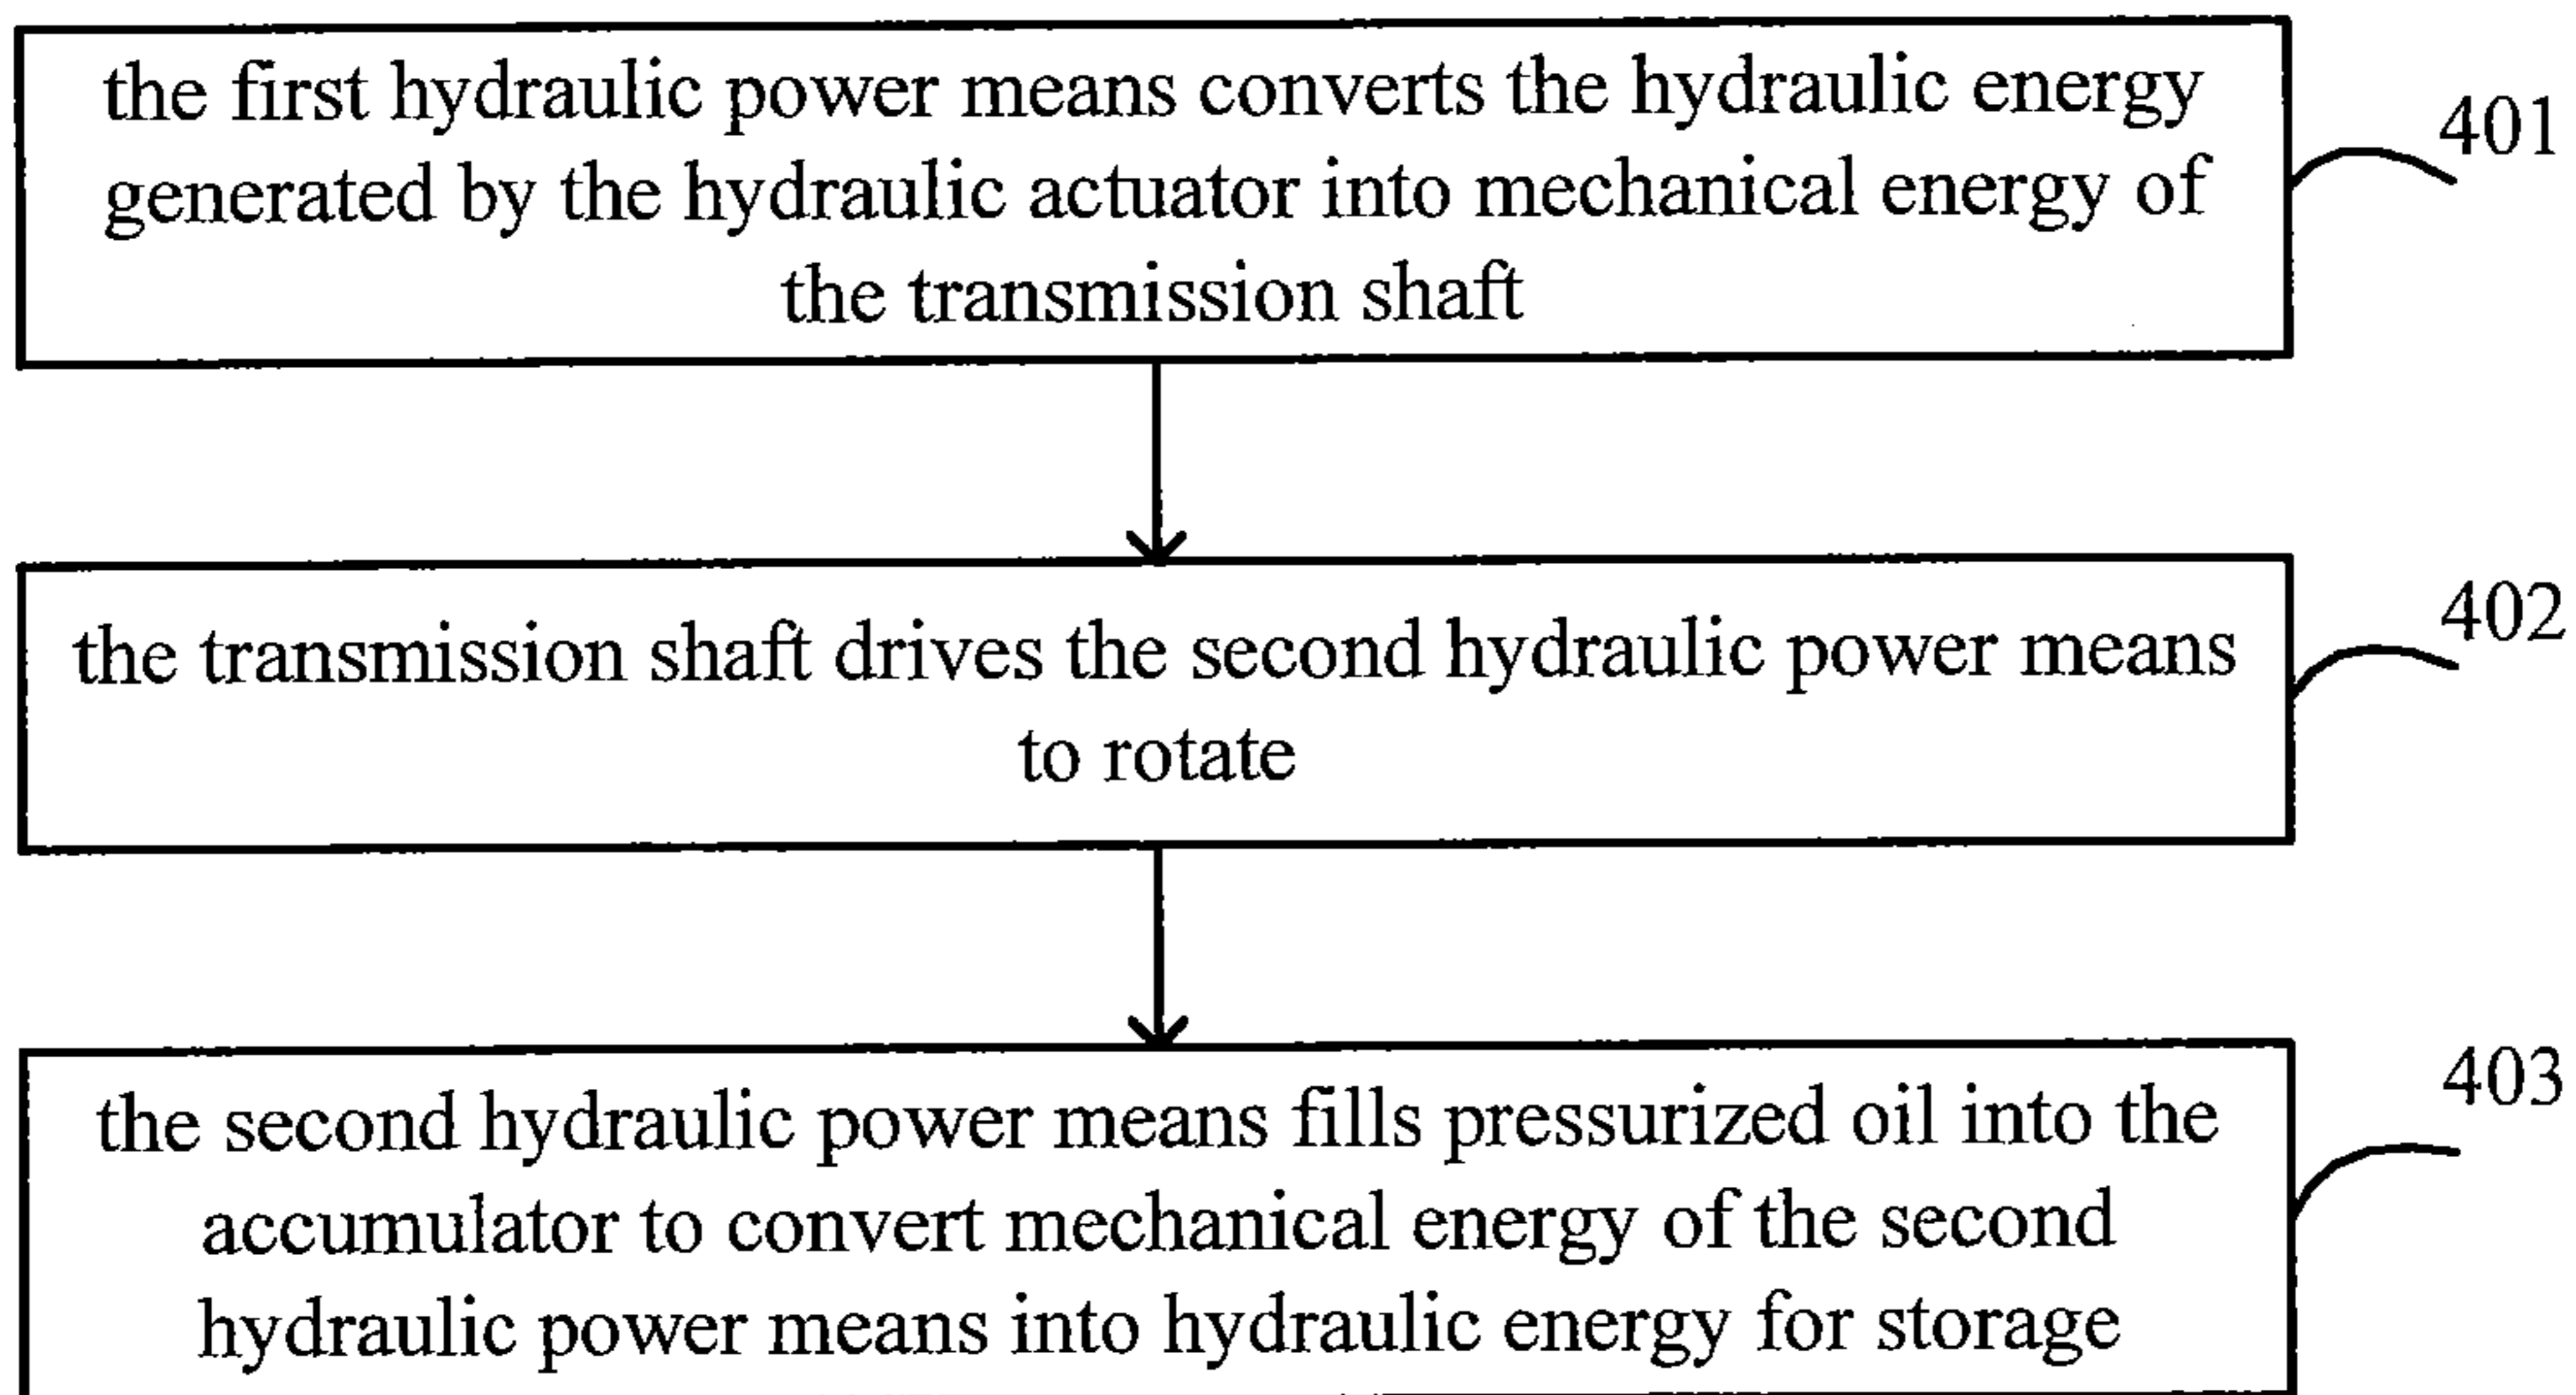 the first hydraulic power means converts the hydraulic energy
generated by the hydraulic actuator into mechanical energy of
the transmission shaft
401
the transmission shaft drives the second hydraulic power means
to rotate
402
the second hydraulic power means fills pressurized oil into the
accumulator to convert mechanical energy of the second
hydraulic power means into hydraulic energy for storage
403